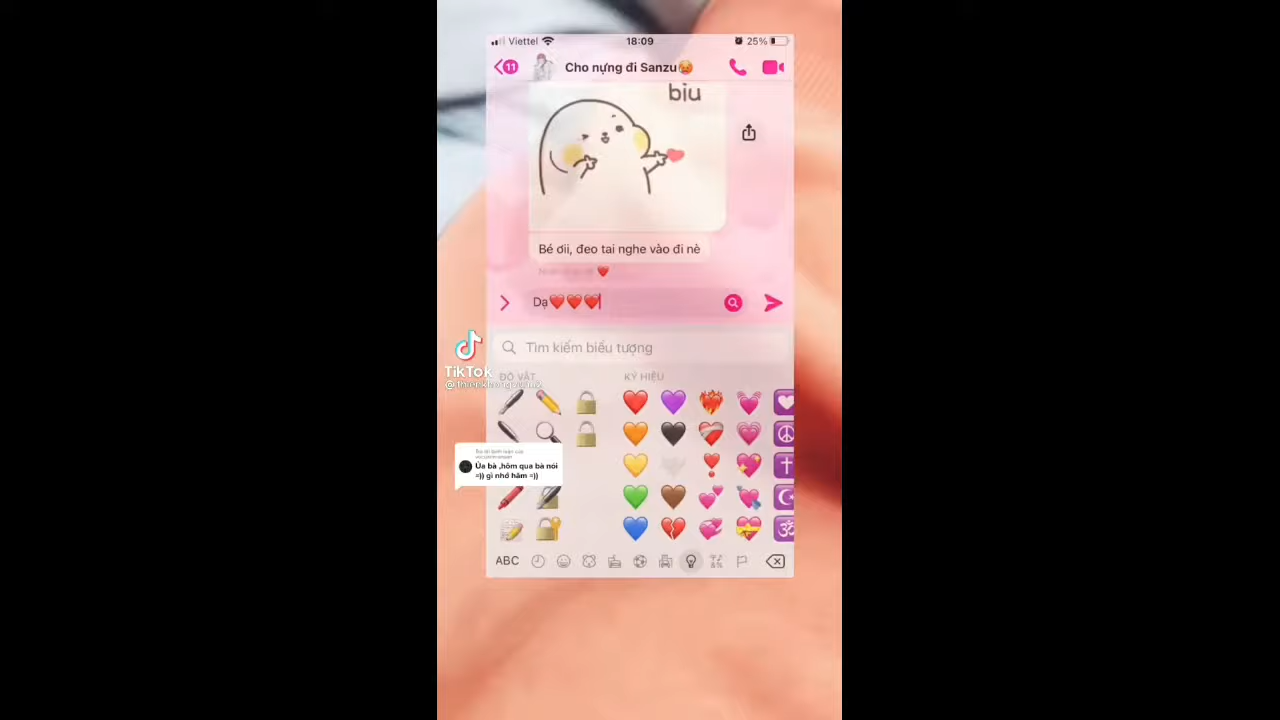 Viettel
18:09
25%
11
Cho nựng đi Sanzu🥵
biu
Bé ơii, đeo tai nghe vào đi nè
Dạ❤️❤️❤️
Tìm kiếm biểu tượng
TikTok
ĐỒ VẬT
KÝ HIỆU
Ủa bà ,hôm qua bà nói
=)) gì nhớ hăm =))
ABC